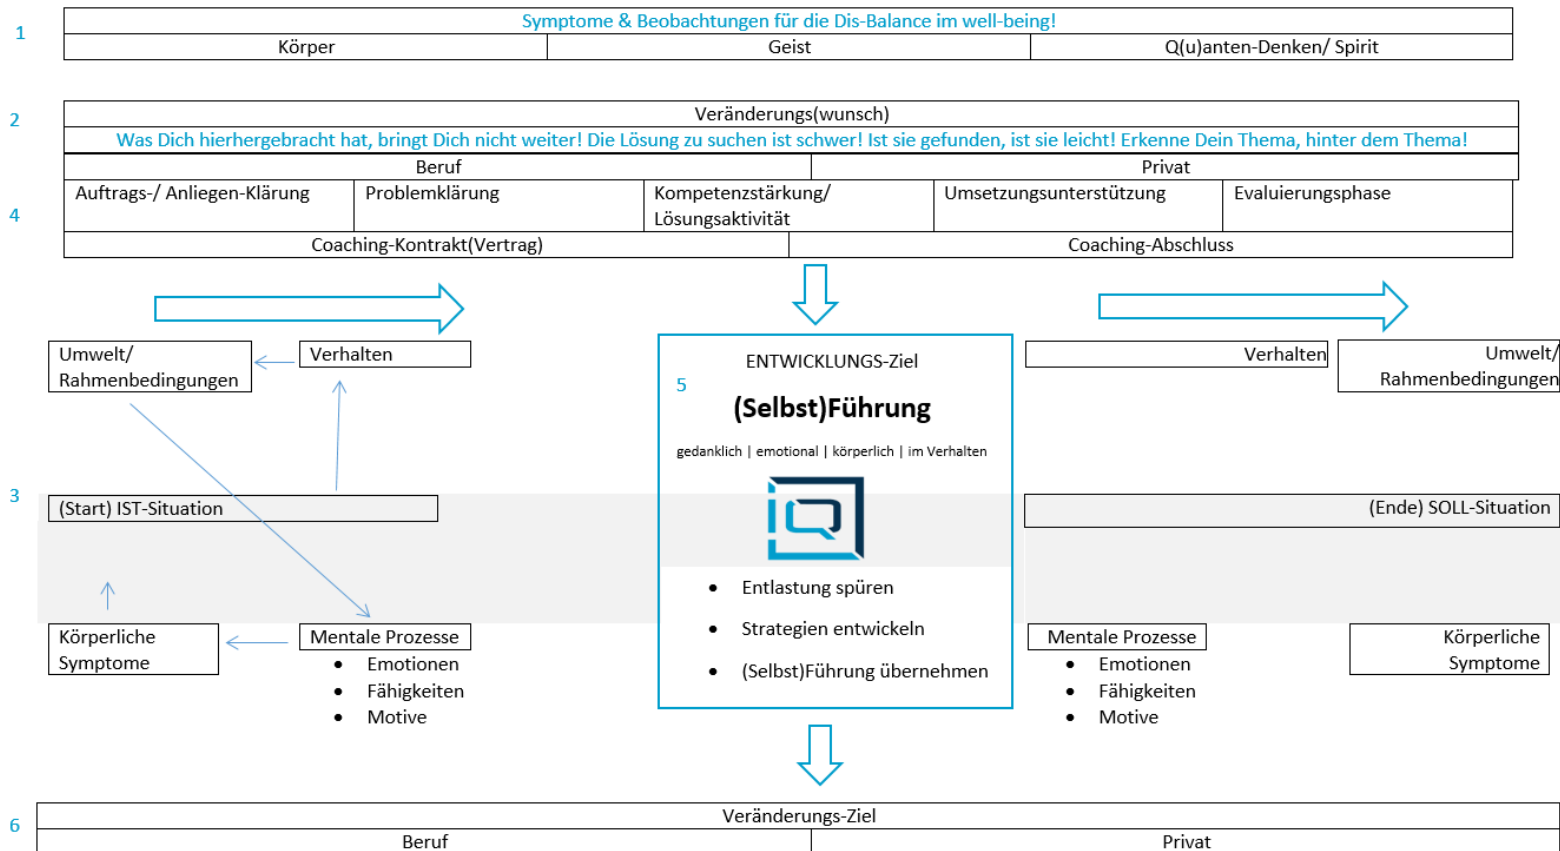 1
Symptome & Beobachtungen für die Dis-Balance im well-being!
Körper
Geist
Q(u)anten-Denken/ Spirit
2
Veränderungs(wunsch)
Was Dich hierhergebracht hat, bringt Dich nicht weiter! Die Lösung zu suchen ist schwer! Ist sie gefunden, ist sie leicht! Erkenne Dein Thema, hinter dem Thema!
Beruf
Privat
4
Auftrags-/ Anliegen-Klärung
Problemklärung
Kompetenzstärkung/
Lösungsaktivität
Umsetzungsunterstützung
Evaluierungsphase
Coaching-Kontrakt(Vertrag)
Coaching-Abschluss
Umwelt/
Rahmenbedingungen
Verhalten
5
ENTWICKLUNGS-Ziel
(Selbst)Führung
gedanklich | emotional | körperlich | im Verhalten
Verhalten
Umwelt/
Rahmenbedingungen
3
(Start) IST-Situation
iQ
(Ende) SOLL-Situation
Körperliche
Symptome
Mentale Prozesse
• Emotionen
• Fähigkeiten
• Motive
• Entlastung spüren
• Strategien entwickeln
• (Selbst)Führung übernehmen
Mentale Prozesse
• Emotionen
• Fähigkeiten
• Motive
Körperliche
Symptome
6
Veränderungs-Ziel
Beruf
Privat